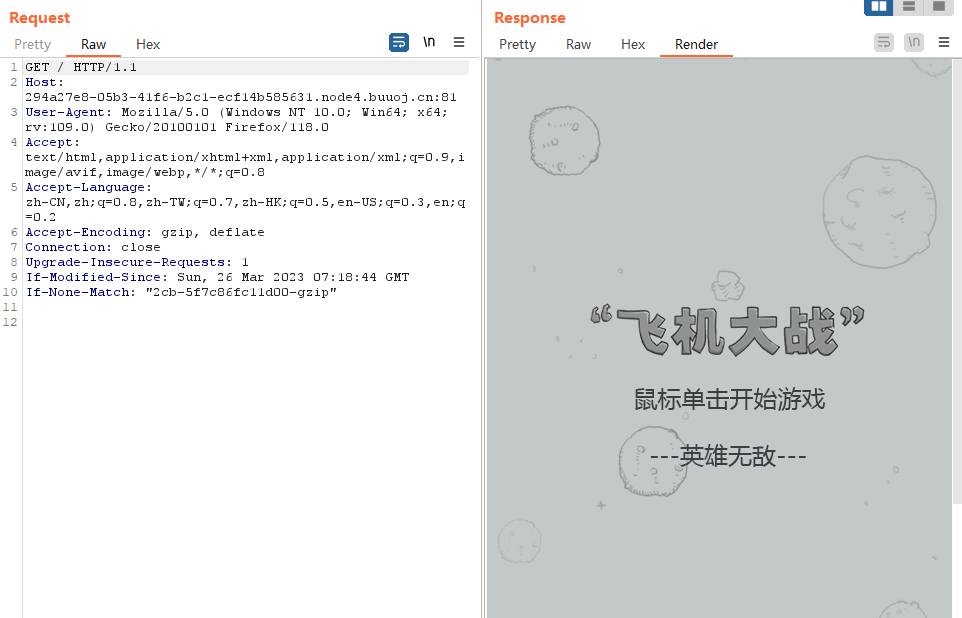 Request
Pretty Raw Hex
\n
1 GET / HTTP/1.1
2 Host:
294a27e8-05b3-41f6-b2c1-ecf14b585631.node4.buuoj.cn:81
3 User-Agent: Mozilla/5.0 (Windows NT 10.0; Win64; x64;
rv:109.0) Gecko/20100101 Firefox/118.0
4 Accept:
text/html,application/xhtml+xml,application/xml;q=0.9,i
mage/avif,image/webp,*/*;q=0.8
5 Accept-Language:
zh-CN,zh;q=0.8,zh-TW;q=0.7,zh-HK;q=0.5,en-US;q=0.3,en;q
=0.2
6 Accept-Encoding: gzip, deflate
7 Connection: close
8 Upgrade-Insecure-Requests: 1
9 If-Modified-Since: Sun, 26 Mar 2023 07:18:44 GMT
10 If-None-Match: "2cb-5f7c86fc11d00-gzip"
11
12
Response
Pretty Raw Hex Render
\n
“飞机大战”
鼠标单击开始游戏
---英雄无敌---